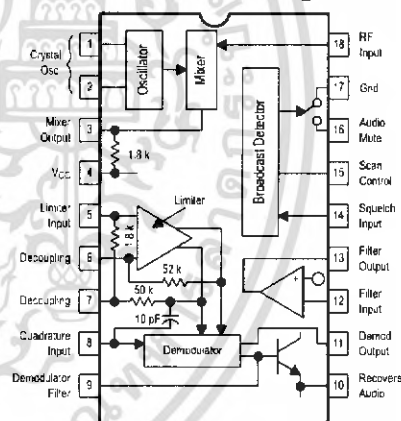 Crystal
Osc
1
2
Oscillator
Mixer
18
RF
Input
17
Gnd
Mixer
Output
3
16
Audio
Mute
1.8 k
VCC
4
Broadcast Detector
15
Scan
Control
Limiter
Input
5
Limiter
14
Squelch
Input
1.8 k
Decoupling
6
52 k
13
Filter
Output
Decoupling
7
50 k
12
Filter
Input
10 pF
Quadrature
Input
8
Demodulator
11
Demod
Output
Demodulator
Filter
9
10
Recovere
Audio